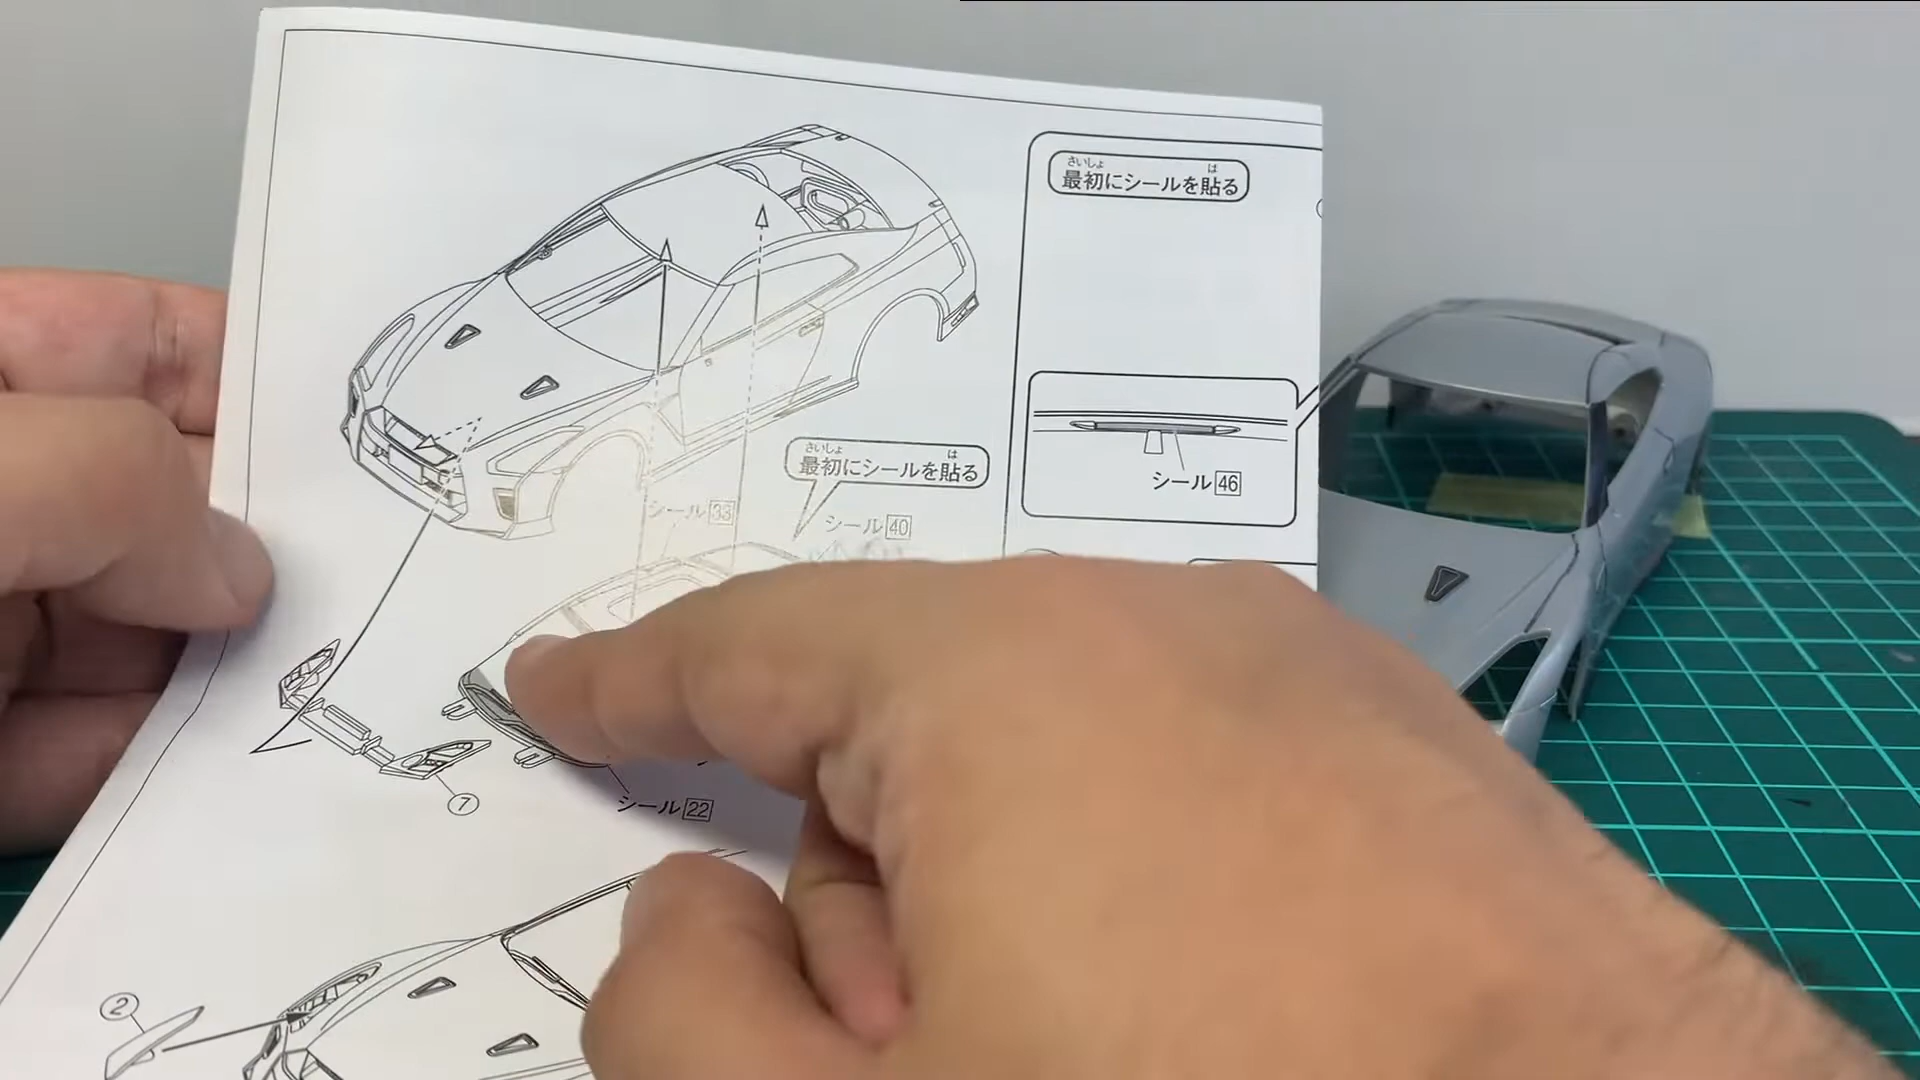 さいしょ は
最初にシールを貼る
シール46
さいしょ は
最初にシールを貼る
シール33
シール40
シール22
7
2